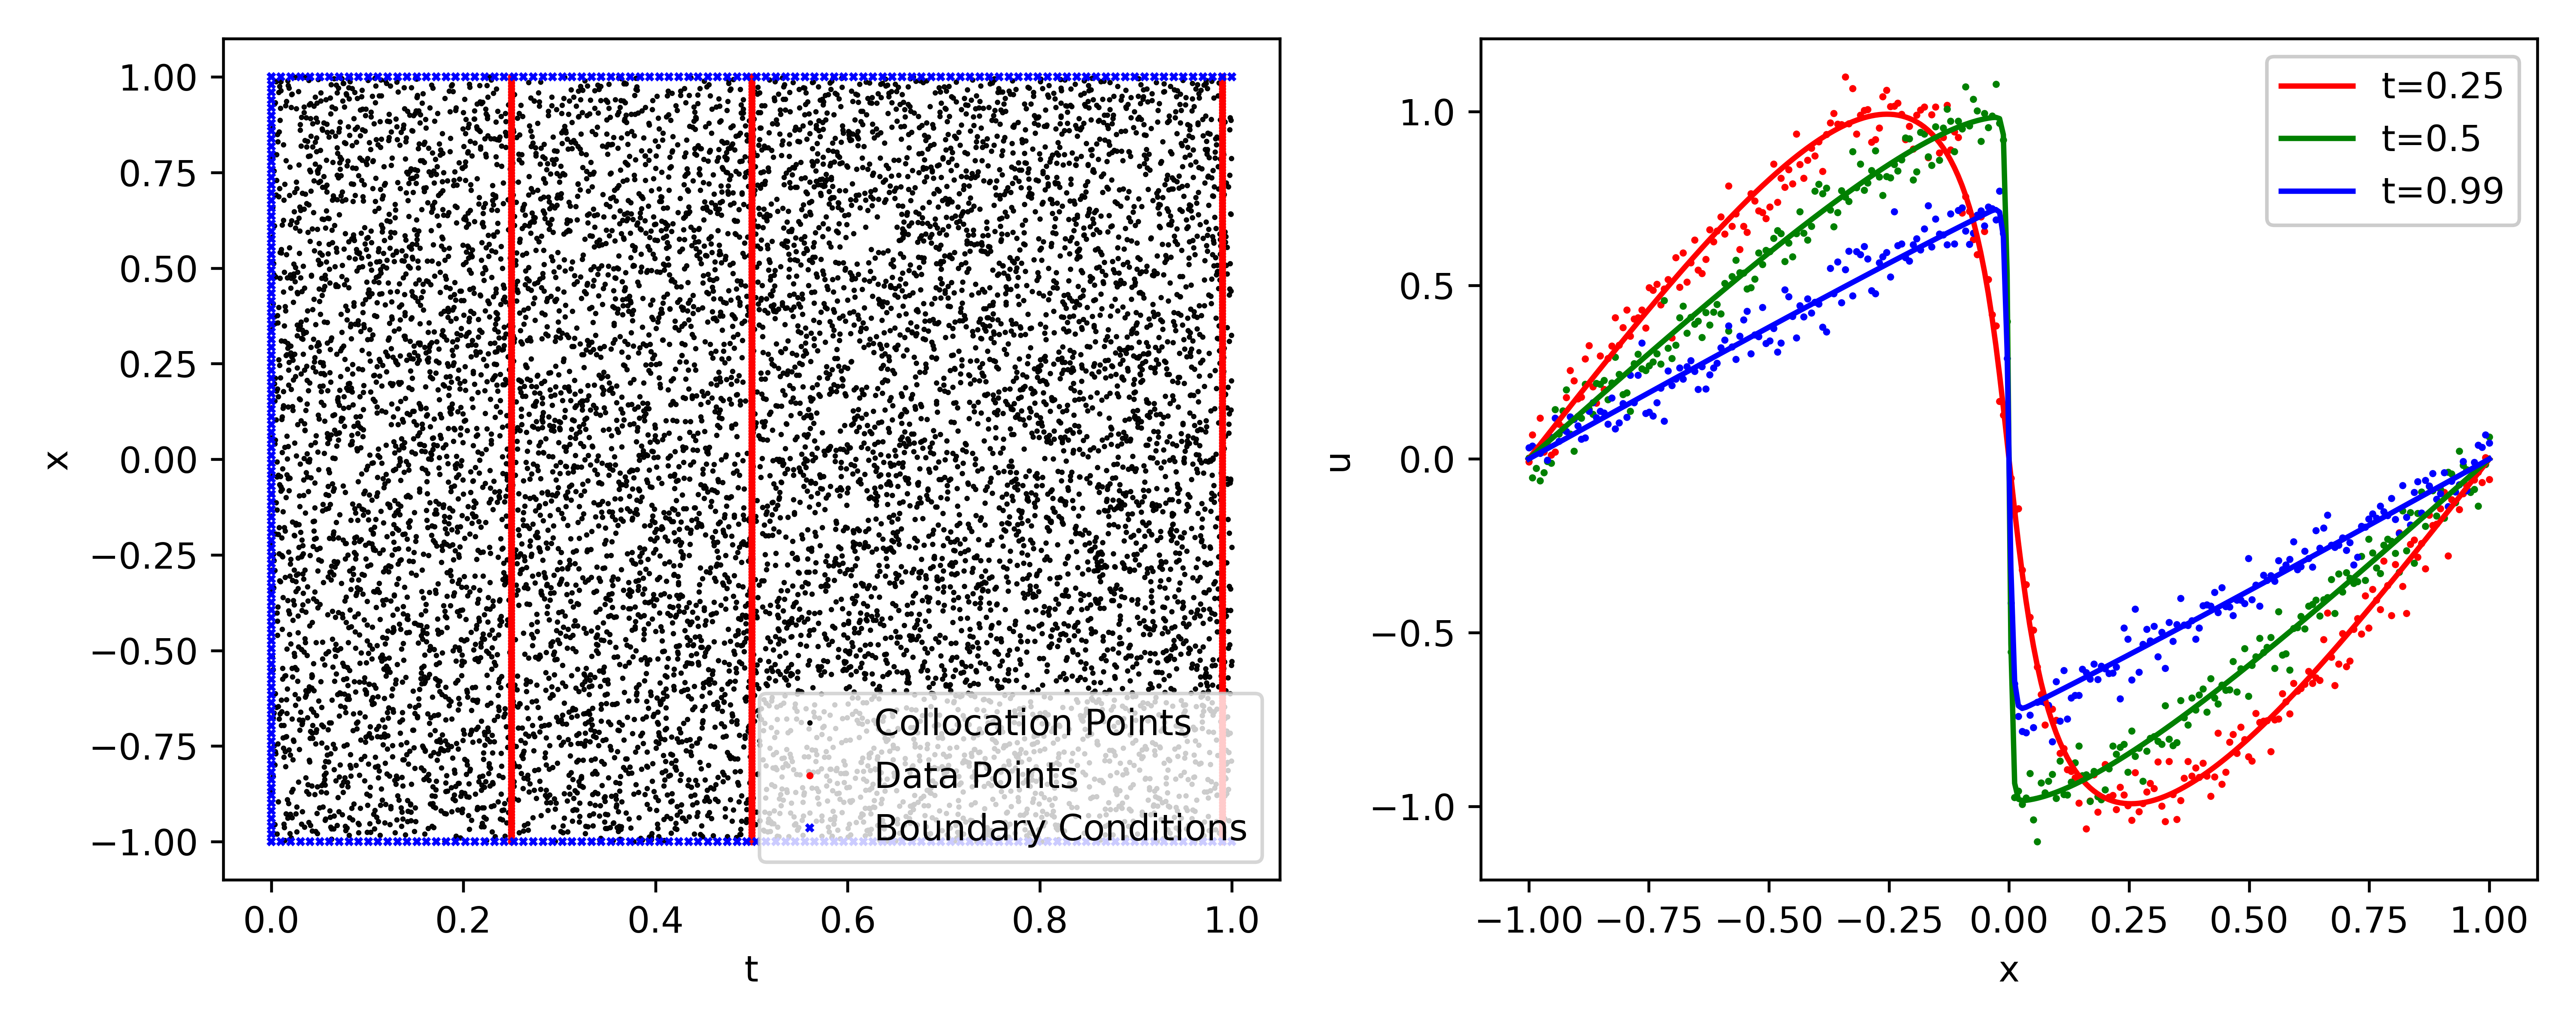 1.00
0.75
0.50
0.25
0.00
−0.25
−0.50
−0.75
−1.00
x
0.0 0.2 0.4 0.6 0.8 1.0
t
Collocation Points
Data Points
Boundary Conditions
1.0
0.5
0.0
−0.5
−1.0
u
−1.00 −0.75 −0.50 −0.25 0.00 0.25 0.50 0.75 1.00
x
t=0.25
t=0.5
t=0.99